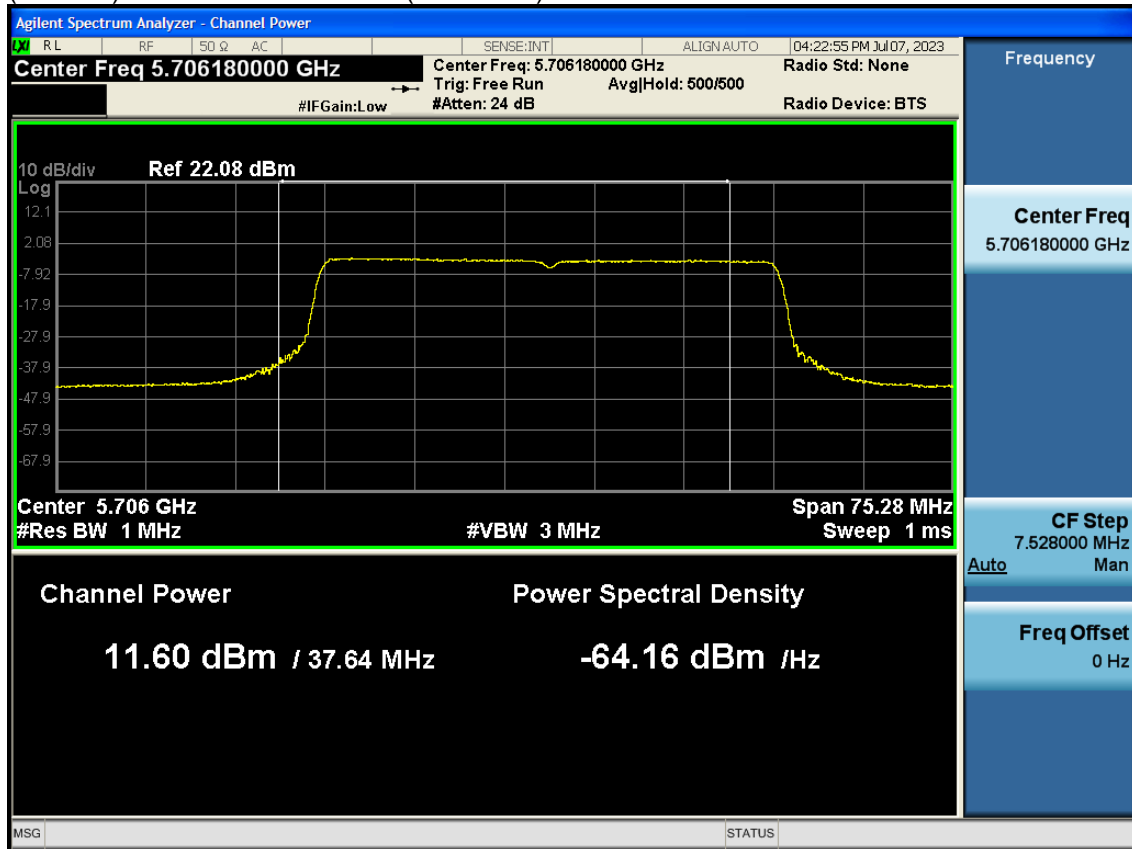 Agilent Spectrum Analyzer - Channel Power
LXI RL RF 50 Ω AC SENSE:INT ALIGN AUTO 04:22:55 PM Jul 07, 2023
Center Freq 5.706180000 GHz Center Freq: 5.706180000 GHz Radio Std: None
Trig: Free Run Avg|Hold: 500/500
#IFGain:Low #Atten: 24 dB Radio Device: BTS
10 dB/div Ref 22.08 dBm
Log
12.1
2.08
-7.92
-17.9
-27.9
-37.9
-47.9
-57.9
-67.9
Center 5.706 GHz Span 75.28 MHz
#Res BW 1 MHz #VBW 3 MHz Sweep 1 ms
Channel Power Power Spectral Density
11.60 dBm / 37.64 MHz -64.16 dBm /Hz
Frequency
Center Freq
5.706180000 GHz
CF Step
7.528000 MHz
Auto Man
Freq Offset
0 Hz
MSG STATUS